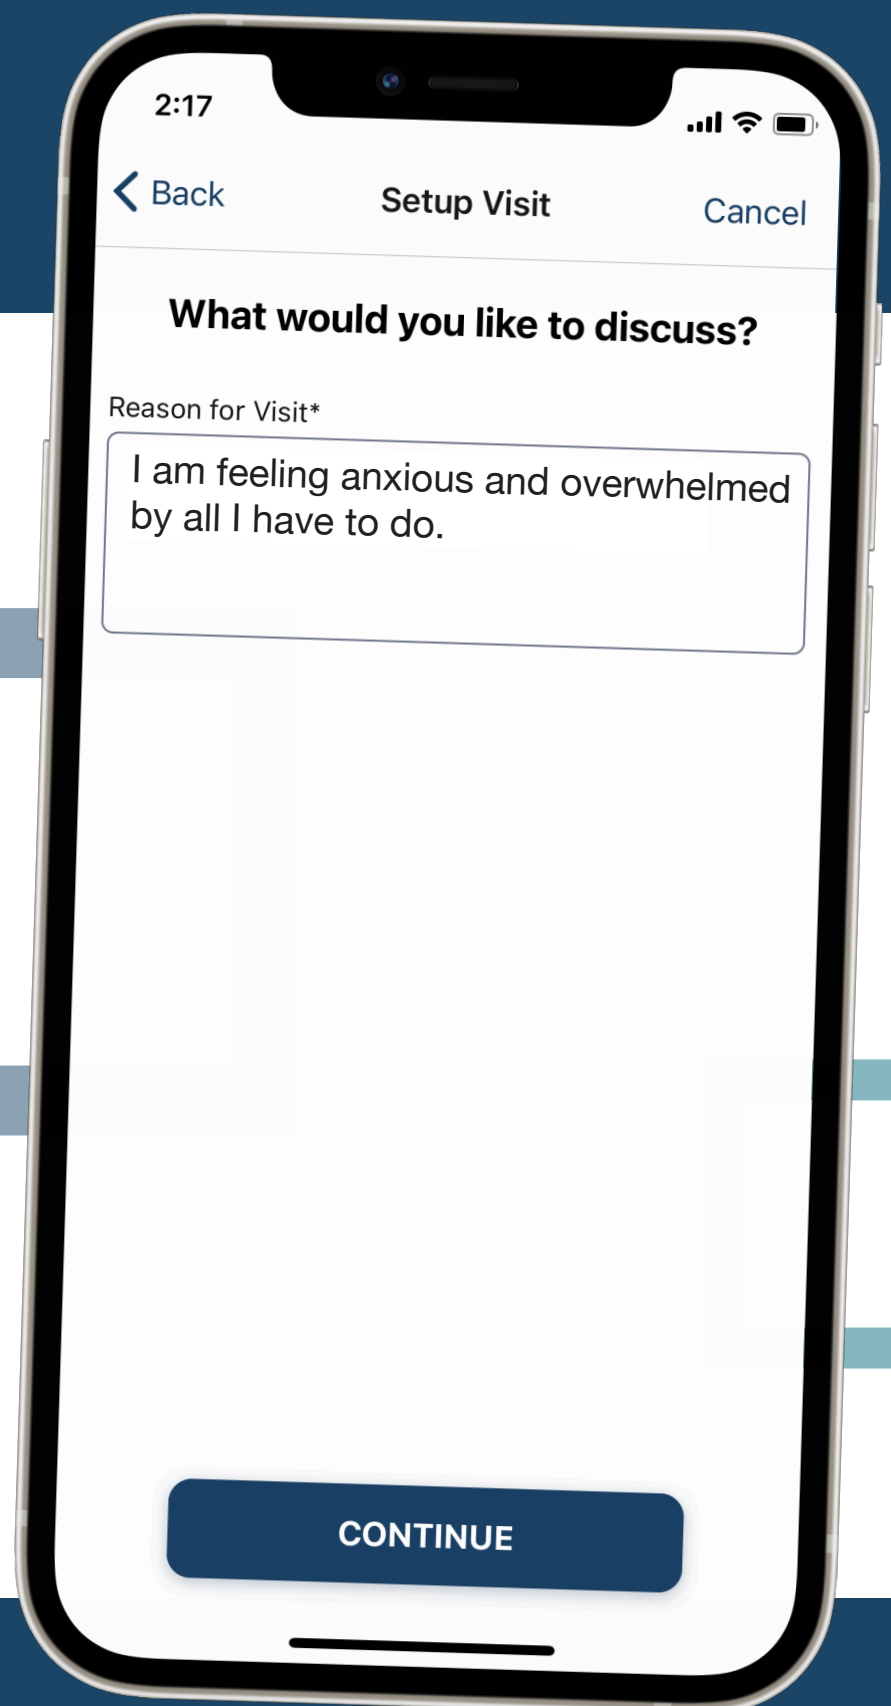 2:17
Back
Setup Visit
Cancel
What would you like to discuss?
Reason for Visit*
I am feeling anxious and overwhelmed
by all I have to do.
CONTINUE